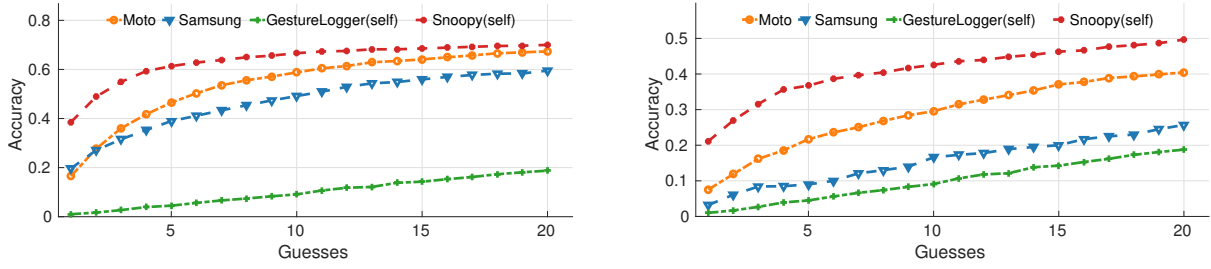 Moto Samsung GestureLogger(self) Snoopy(self)
0.8
0.6
0.4
0.2
0
Accuracy
5 10 15 20
Guesses
Moto Samsung GestureLogger(self) Snoopy(self)
0.5
0.4
0.3
0.2
0.1
0
Accuracy
5 10 15 20
Guesses